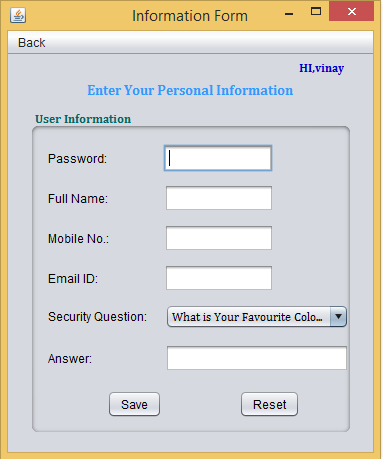 Information Form
Back
HI,vinay
Enter Your Personal Information
User Information
Password:
Full Name:
Mobile No.:
Email ID:
Security Question: What is Your Favourite Colo...
Answer:
Save Reset